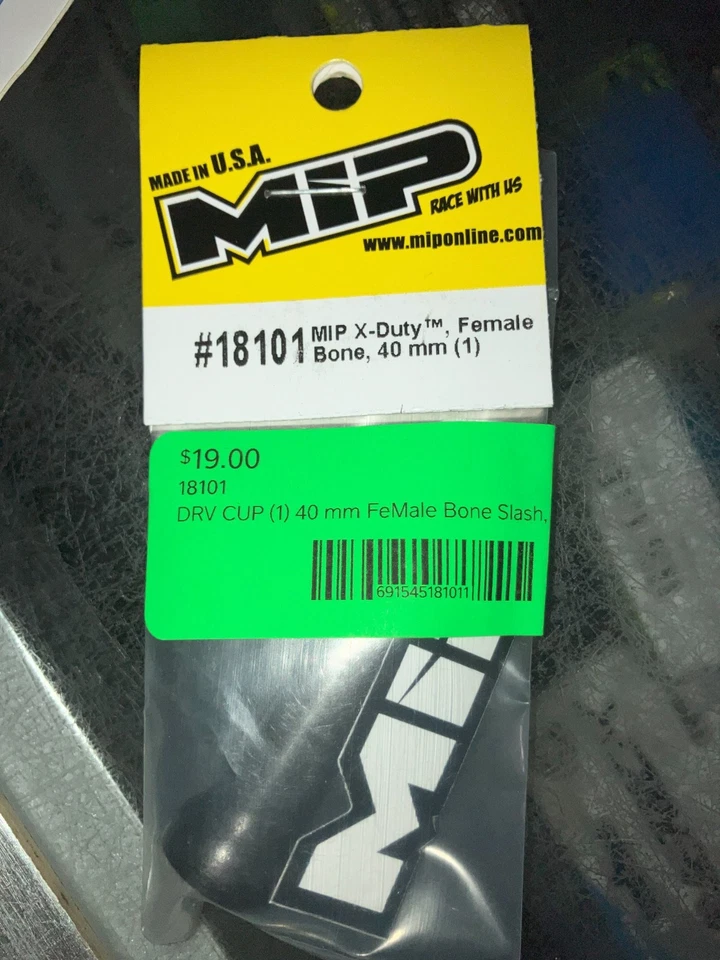 MADE IN U.S.A.
MIP
RACE WITH US
www.miponline.com
#18101 MIP X-Duty™, Female
Bone, 40 mm (1)
$19.00
18101
DRV CUP (1) 40 mm FeMale Bone Slash,
691545181011
MIP